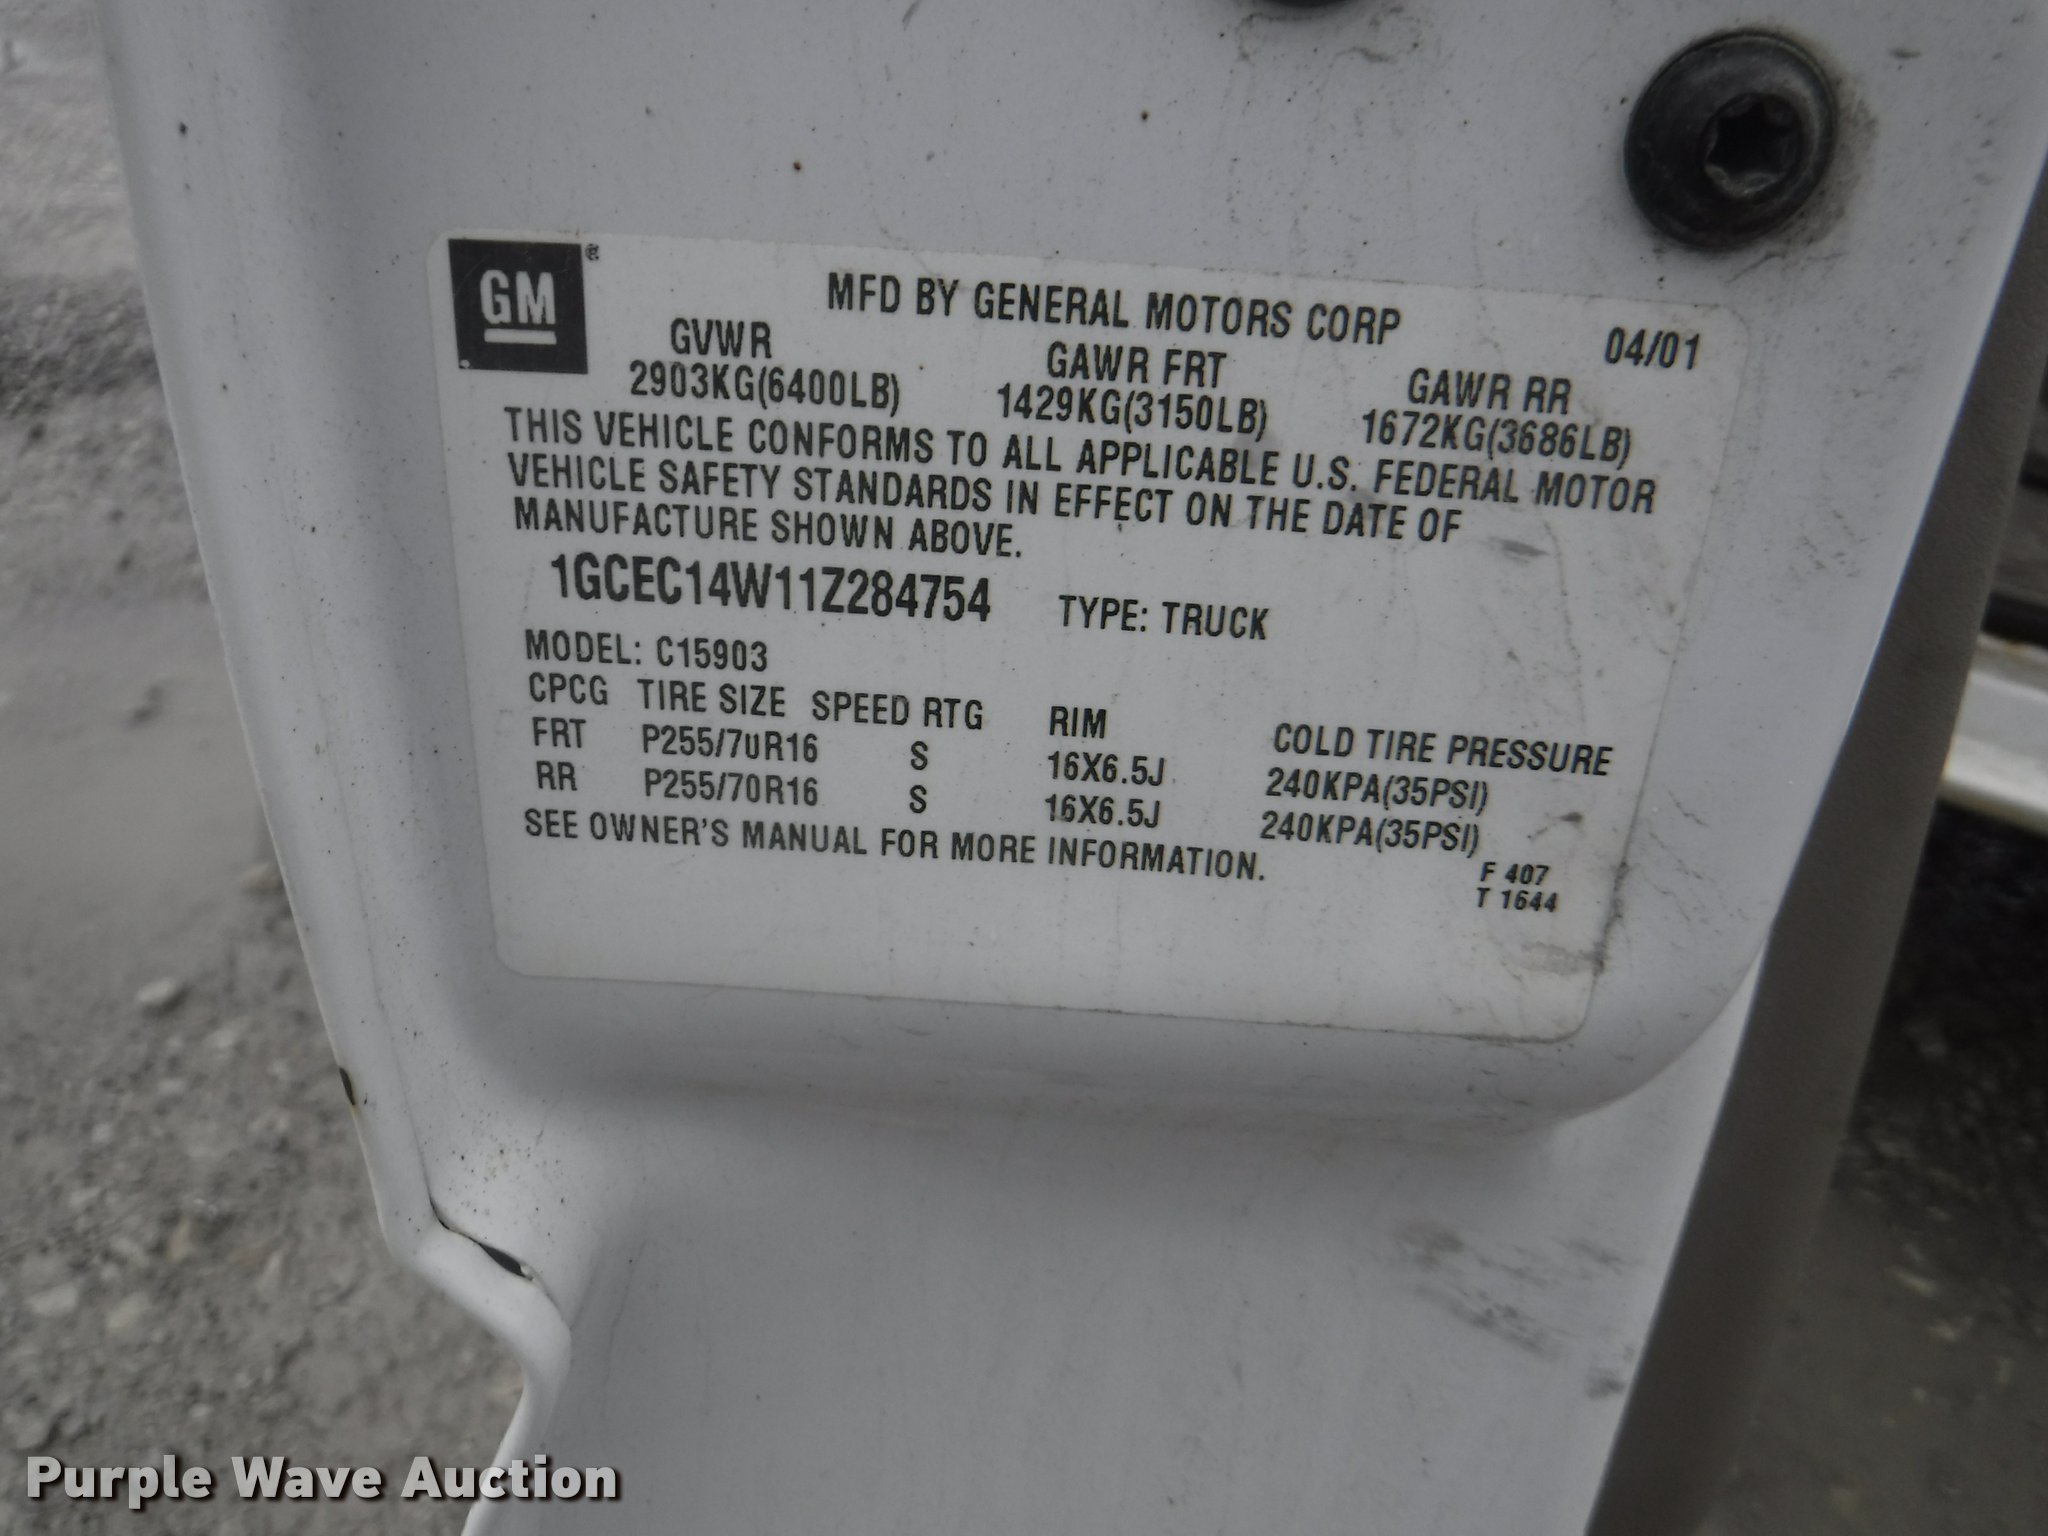 GM®
MFD BY GENERAL MOTORS CORP 04/01
GVWR GAWR FRT GAWR RR
2903KG(6400LB) 1429KG(3150LB) 1672KG(3686LB)
THIS VEHICLE CONFORMS TO ALL APPLICABLE U.S. FEDERAL MOTOR
VEHICLE SAFETY STANDARDS IN EFFECT ON THE DATE OF
MANUFACTURE SHOWN ABOVE.
1GCEC14W11Z284754 TYPE: TRUCK
MODEL: C15903
CPCG TIRE SIZE SPEED RTG RIM COLD TIRE PRESSURE
FRT P255/70R16 S 16X6.5J 240KPA(35PSI)
RR P255/70R16 S 16X6.5J 240KPA(35PSI)
SEE OWNER'S MANUAL FOR MORE INFORMATION.
F 407
T 1644
Purple Wave Auction